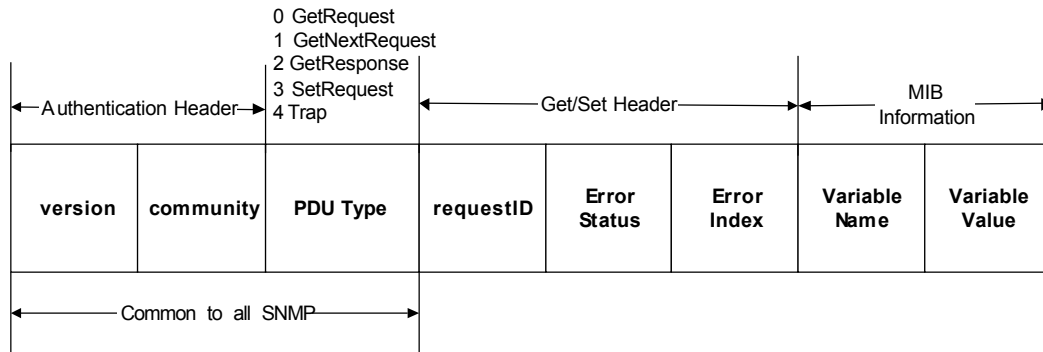 0 GetRequest
1 GetNextRequest
2 GetResponse
3 SetRequest
4 Trap
Authentication Header
Get/Set Header
MIB
Information
version
community
PDU Type
requestID
Error
Status
Error
Index
Variable
Name
Variable
Value
Common to all SNMP